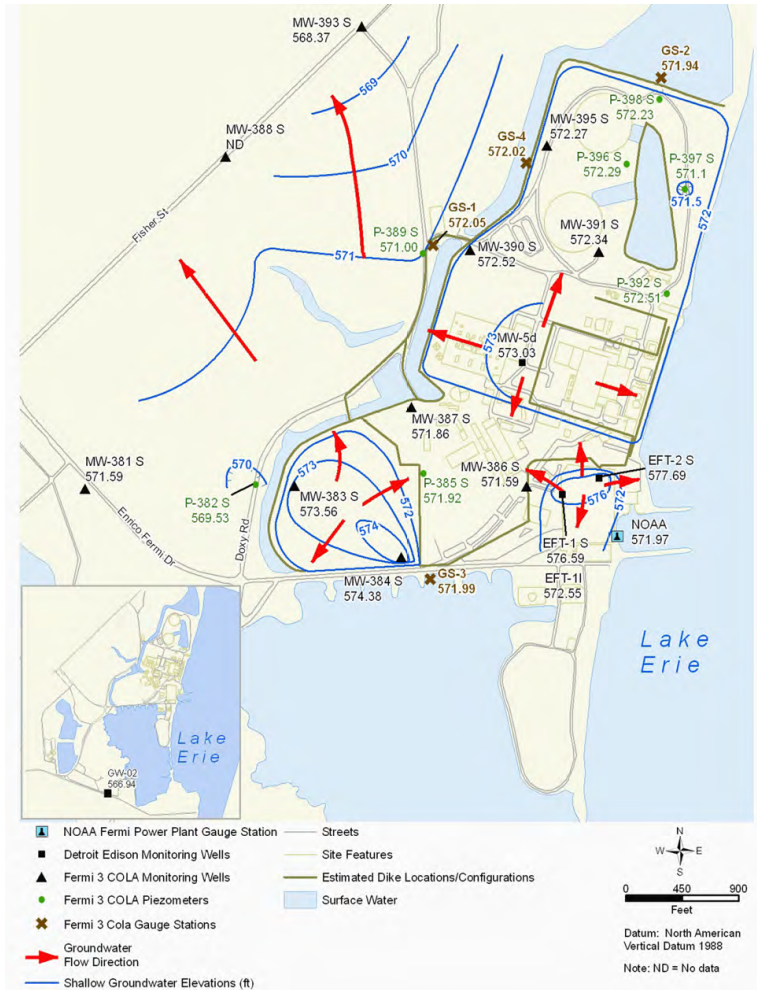 MW-393 S
568.37
GS-2
571.94
569
P-398 S
572.23
MW-395 S
572.27
MW-388 S
ND
GS-4
572.02
570
P-396 S
572.29
P-397 S
571.1
571.5
572
GS-1
572.05
Fisher St
P-389 S
571.00
MW-391 S
572.34
571
MW-390 S
572.52
P-392 S
572.51
573
MW-5d
573.03
MW-387 S
571.86
MW-381 S
571.59
570
573
MW-386 S
571.59
EFT-2 S
577.69
P-382 S
569.53
MW-383 S
573.56
P-385 S
571.92
572
576
572
NOAA
571.97
Enrico Fermi Dr
Doxy Rd
574
EFT-1 S
576.59
MW-384 S
574.38
GS-3
571.99
EFT-1I
572.55
Lake
Erie
Lake
Erie
GW-02
566.94
NOAA Fermi Power Plant Gauge Station
Detroit Edison Monitoring Wells
Fermi 3 COLA Monitoring Wells
Fermi 3 COLA Piezometers
Fermi 3 Cola Gauge Stations
Groundwater
Flow Direction
Shallow Groundwater Elevations (ft)
Streets
Site Features
Estimated Dike Locations/Configurations
Surface Water
N
W E
S
0 450 900
Feet
Datum: North American
Vertical Datum 1988
Note: ND = No data